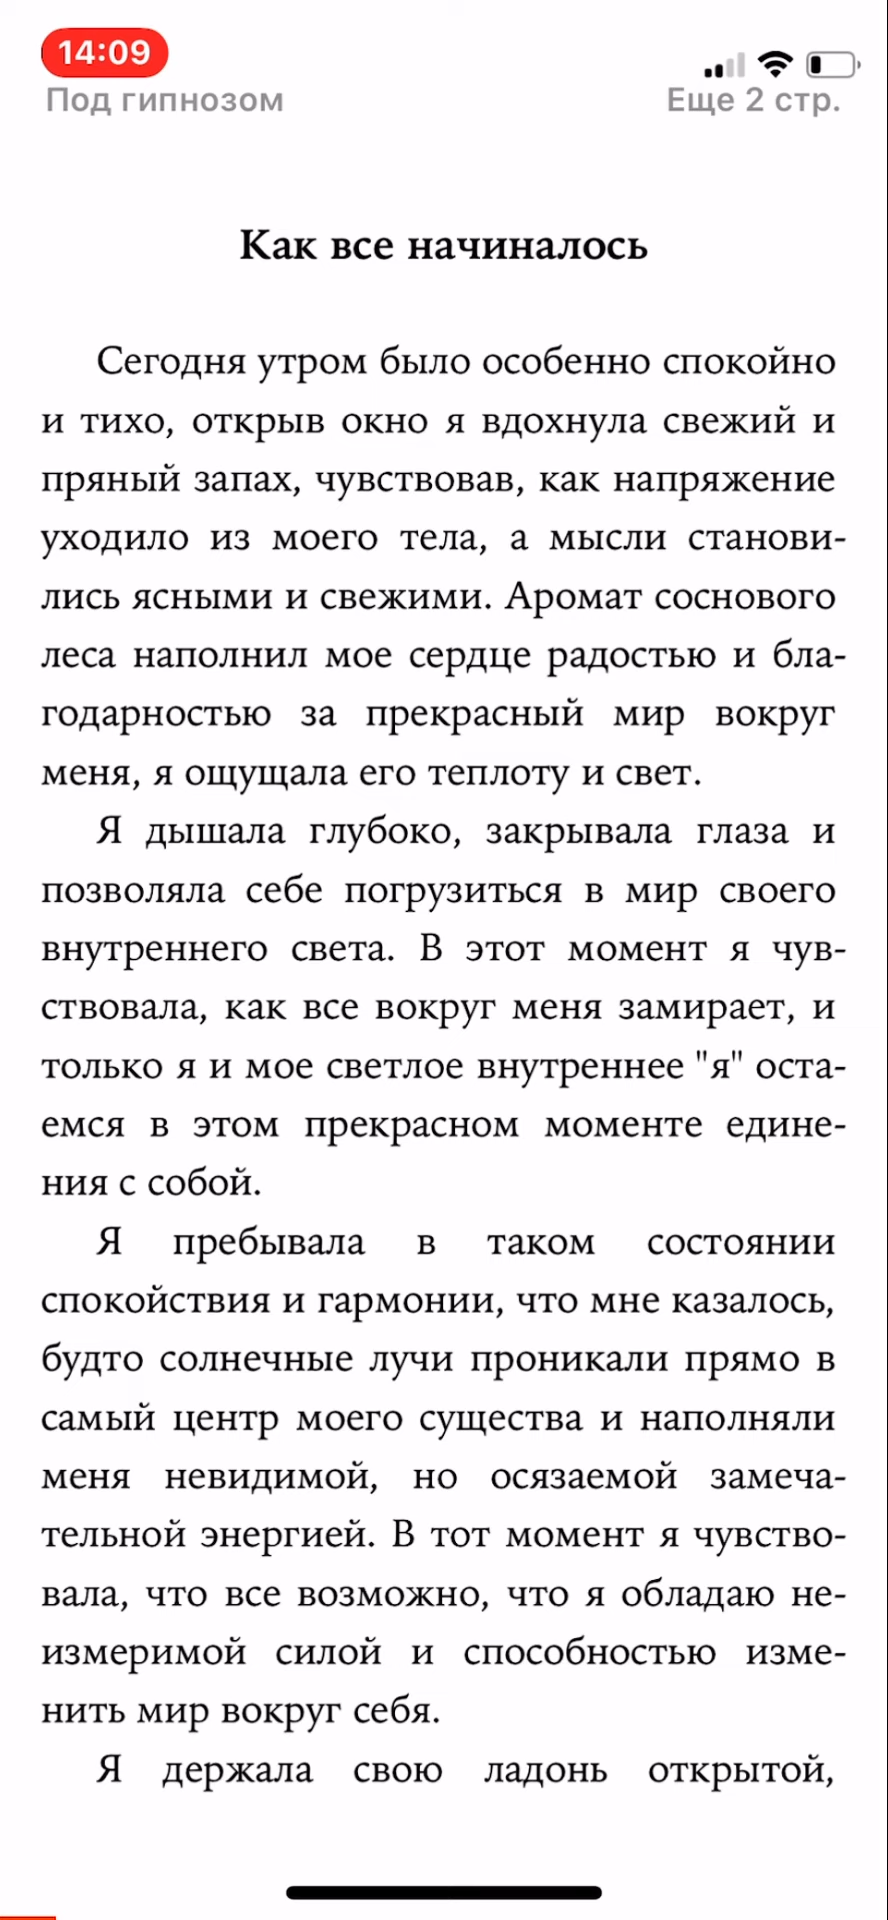 14:09
Под гипнозом
Еще 2 стр.
Как все начиналось
Сегодня утром было особенно спокойно
и тихо, открыв окно я вдохнула свежий и
пряный запах, чувствовав, как напряжение
уходило из моего тела, а мысли станови-
лись ясными и свежими. Аромат соснового
леса наполнил мое сердце радостью и бла-
годарностью за прекрасный мир вокруг
меня, я ощущала его теплоту и свет.
Я дышала глубоко, закрывала глаза и
позволяла себе погрузиться в мир своего
внутреннего света. В этот момент я чув-
ствовала, как все вокруг меня замирает, и
только я и мое светлое внутреннее "я" оста-
емся в этом прекрасном моменте едине-
ния с собой.
Я пребывала в таком состоянии
спокойствия и гармонии, что мне казалось,
будто солнечные лучи проникали прямо в
самый центр моего существа и наполняли
меня невидимой, но осязаемой замеча-
тельной энергией. В тот момент я чувство-
вала, что все возможно, что я обладаю не-
измеримой силой и способностью изме-
нить мир вокруг себя.
Я держала свою ладонь открытой,